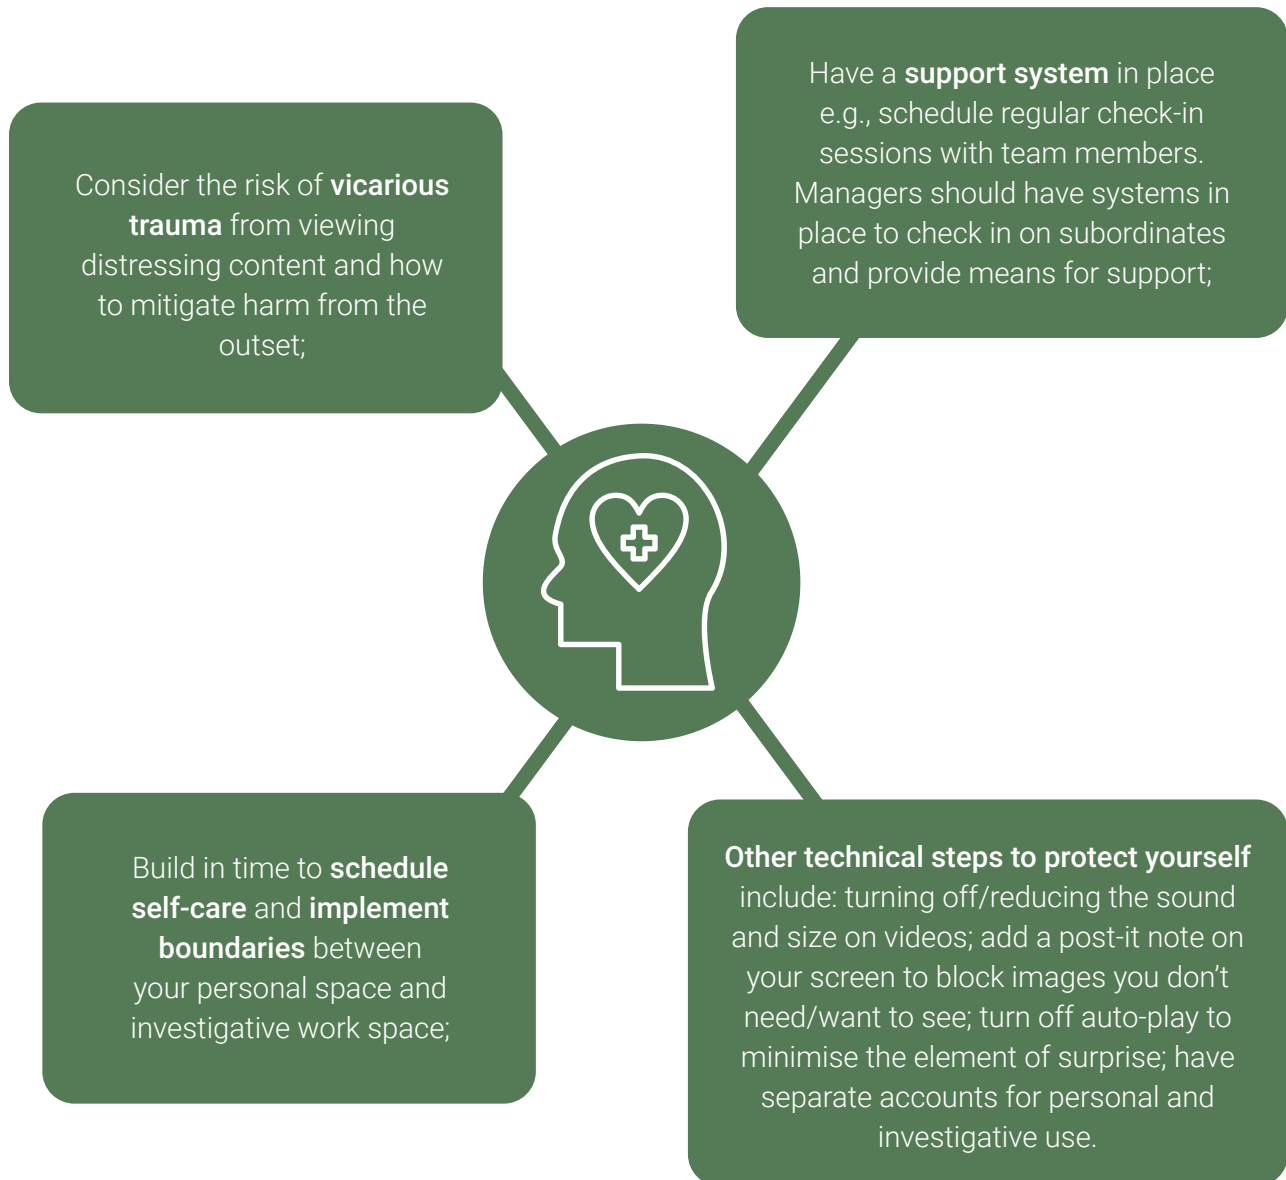 Consider the risk of vicarious
trauma from viewing
distressing content and how
to mitigate harm from the
outset;
Have a support system in place
e.g., schedule regular check-in
sessions with team members.
Managers should have systems in
place to check in on subordinates
and provide means for support;
Build in time to schedule
self-care and implement
boundaries between
your personal space and
investigative work space;
Other technical steps to protect yourself
include: turning off/reducing the sound
and size on videos; add a post-it note on
your screen to block images you don’t
need/want to see; turn off auto-play to
minimise the element of surprise; have
separate accounts for personal and
investigative use.